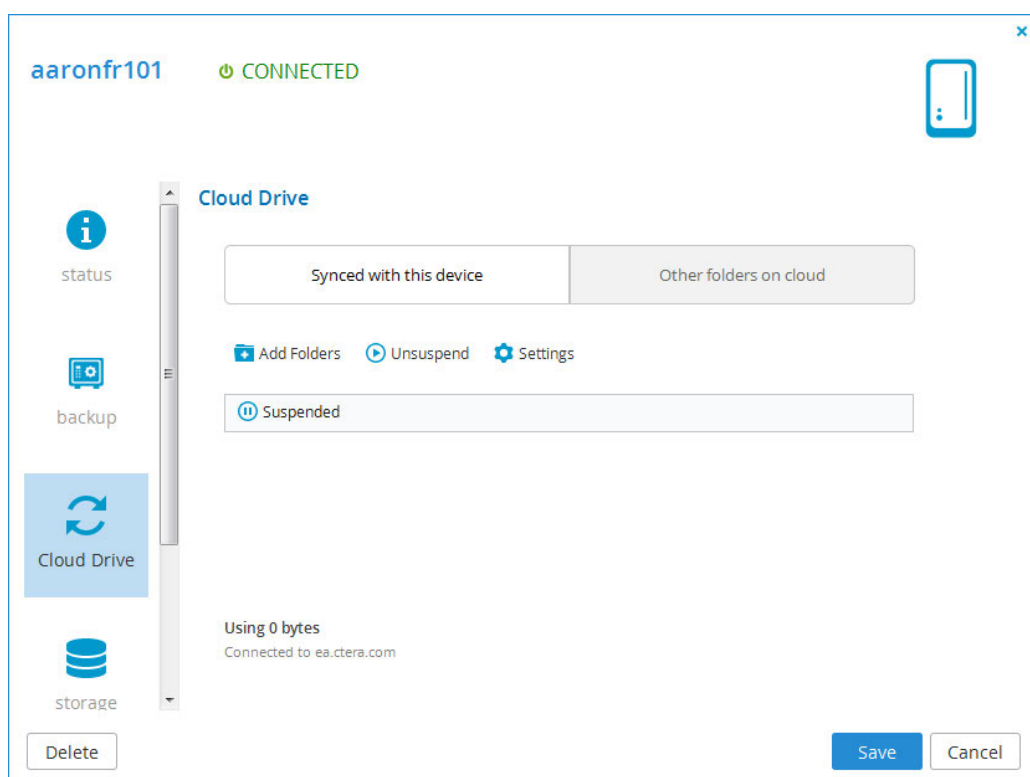 aaronfr101
CONNECTED
status
backup
Cloud Drive
storage
Cloud Drive
Synced with this device
Other folders on cloud
Add Folders
Unsuspend
Settings
Suspended
Using 0 bytes
Connected to ea.ctera.com
Delete
Save
Cancel